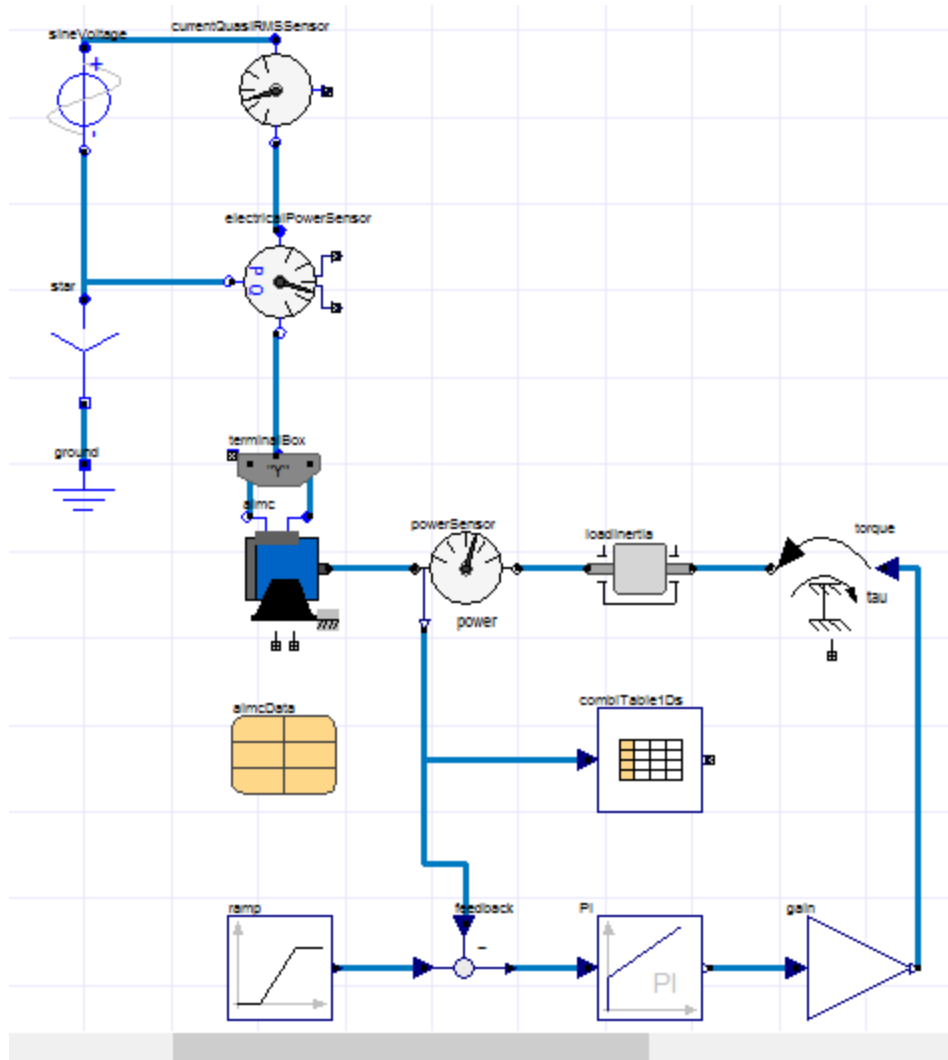 sineVoltage
currentQuasiRMSSensor
+
-
electricalPowerSensor
P Q
star
ground
terminalBox
"Y"
aimc
powerSensor
power
loadInertia
torque
tau
aimcData
combiTable1Ds
ramp
feedback
-
PI
PI
gain